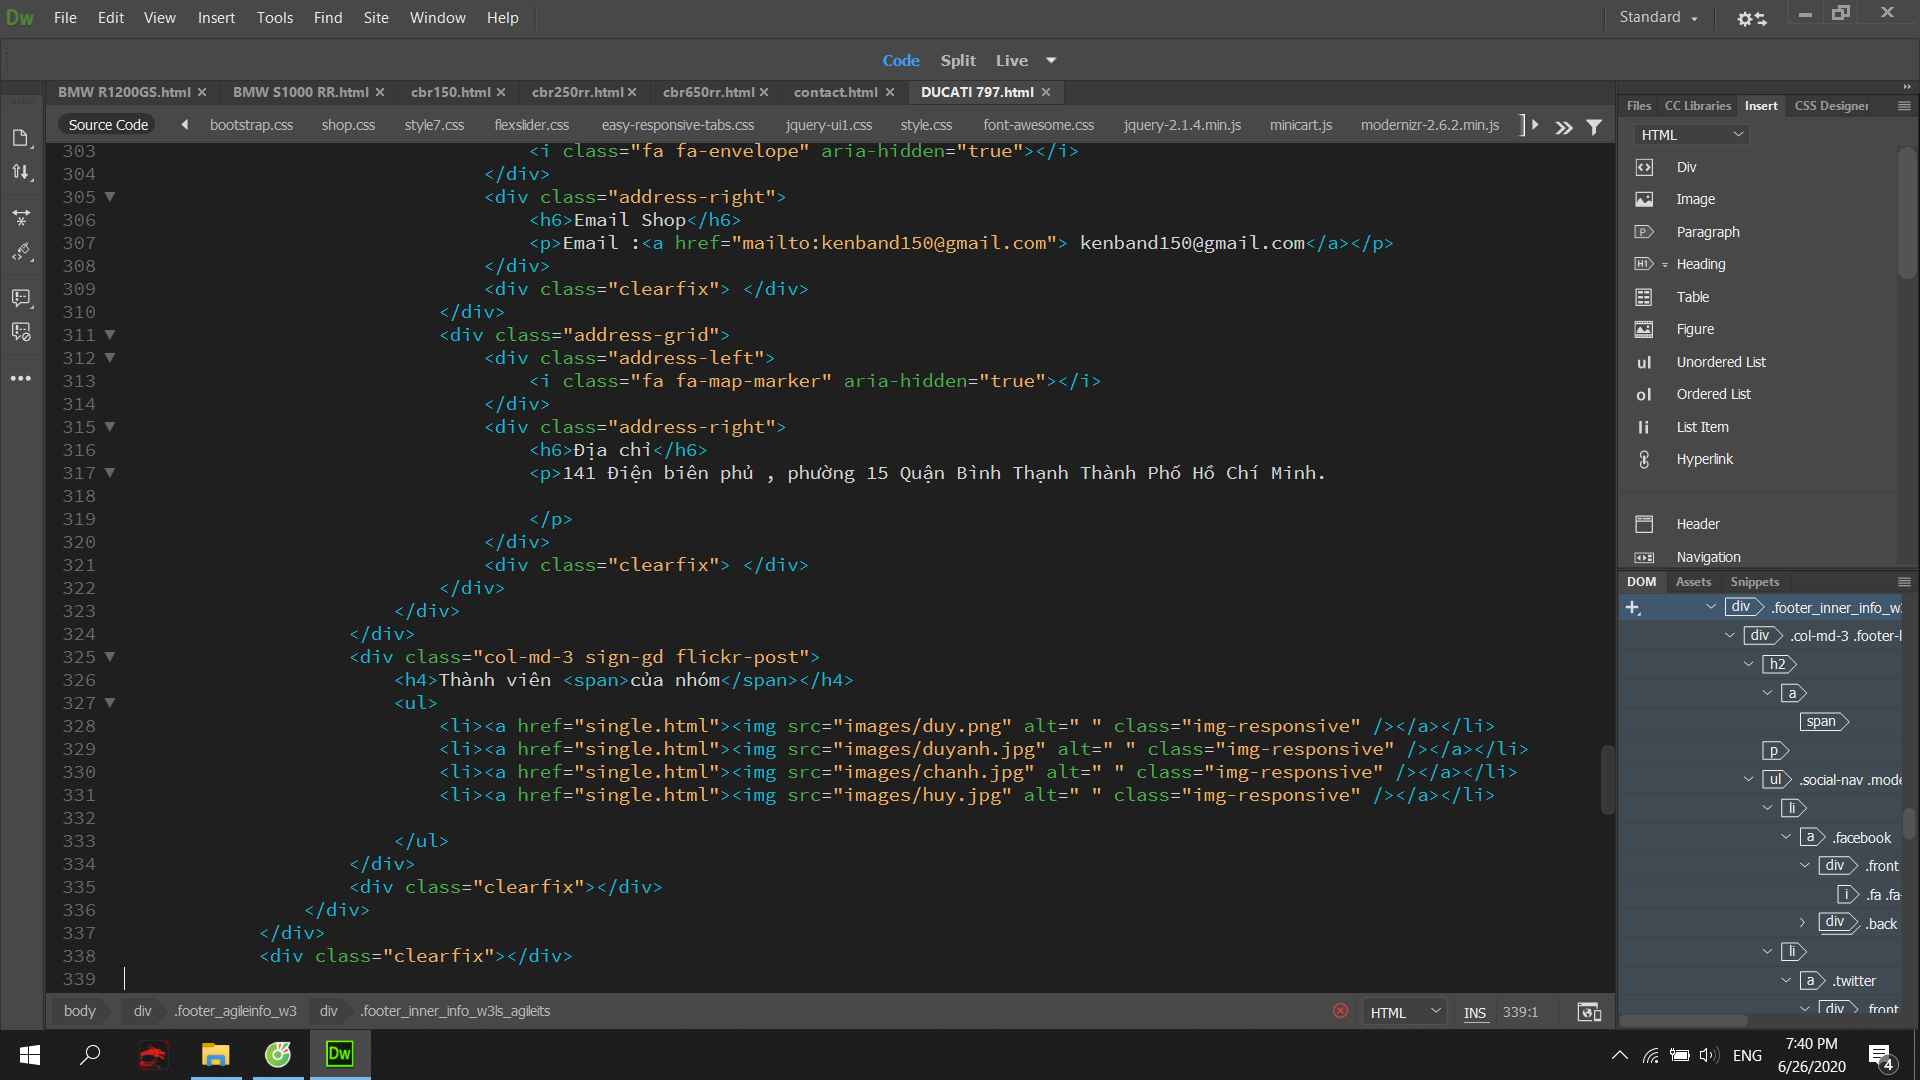 Dw File Edit View Insert Tools Find Site Window Help Standard
Code Split Live
BMW R1200GS.html BMW S1000 RR.html cbr150.html cbr250rr.html cbr650rr.html contact.html DUCATI 797.html
Source Code bootstrap.css shop.css style7.css flexslider.css easy-responsive-tabs.css jquery-ui1.css style.css font-awesome.css jquery-2.1.4.min.js minicart.js modernizr-2.6.2.min.js
303 <i class="fa fa-envelope" aria-hidden="true"></i>
304 </div>
305 <div class="address-right">
306 <h6>Email Shop</h6>
307 <p>Email :<a href="mailto:kenband150@gmail.com"> kenband150@gmail.com</a></p>
308 </div>
309 <div class="clearfix"> </div>
310 </div>
311 <div class="address-grid">
312 <div class="address-left">
313 <i class="fa fa-map-marker" aria-hidden="true"></i>
314 </div>
315 <div class="address-right">
316 <h6>Địa chỉ</h6>
317 <p>141 Điện biên phủ , phường 15 Quận Bình Thạnh Thành Phố Hồ Chí Minh.
318
319 </p>
320 </div>
321 <div class="clearfix"> </div>
322 </div>
323 </div>
324 </div>
325 <div class="col-md-3 sign-gd flickr-post">
326 <h4>Thành viên <span>của nhóm</span></h4>
327 <ul>
328 <li><a href="single.html"><img src="images/duy.png" alt=" " class="img-responsive" /></a></li>
329 <li><a href="single.html"><img src="images/duyanh.jpg" alt=" " class="img-responsive" /></a></li>
330 <li><a href="single.html"><img src="images/chanh.jpg" alt=" " class="img-responsive" /></a></li>
331 <li><a href="single.html"><img src="images/huy.jpg" alt=" " class="img-responsive" /></a></li>
332
333 </ul>
334 </div>
335 <div class="clearfix"></div>
336 </div>
337 </div>
338 <div class="clearfix"></div>
339
body div .footer_agileinfo_w3 div .footer_inner_info_w3ls_agileits HTML INS 339:1
Files CC Libraries Insert CSS Designer
HTML
Div
Image
P Paragraph
H1 Heading
Table
Figure
ul Unordered List
ol Ordered List
li List Item
Hyperlink
Header
Navigation
DOM Assets Snippets
div .footer_inner_info_w3
div .col-md-3 .footer-l
h2
a
span
p
ul .social-nav .mode
li
a .facebook
div .front
i .fa .fa-
div .back
li
a .twitter
div .front
Dw ENG 7:40 PM
6/26/2020 4